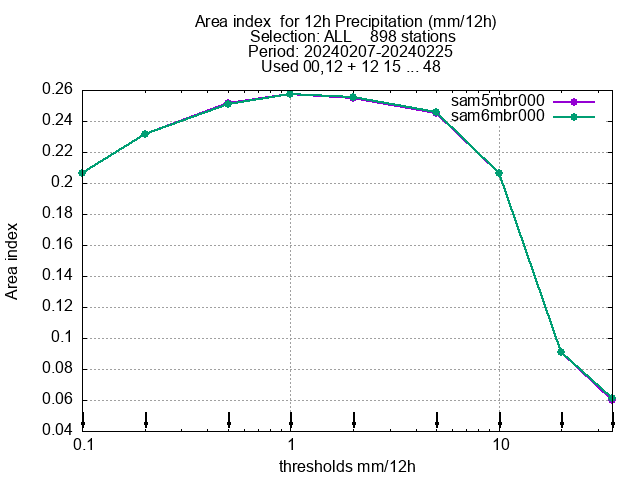 Area index  for 12h Precipitation (mm/12h)
Selection: ALL    898 stations
Period: 20240207-20240225
Used 00,12 + 12 15 ... 48
sam5mbr000
sam6mbr000
0.26
0.24
0.22
0.2
0.18
0.16
0.14
0.12
0.1
0.08
0.06
0.04
Area index
0.1 1 10
thresholds mm/12h